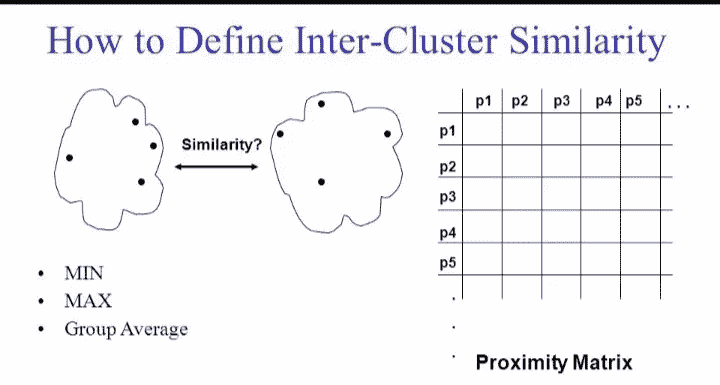 How to Define Inter-Cluster Similarity
Similarity?
p1 p2 p3 p4 p5 ...
p1
p2
p3
p4
p5
.
.
.
• MIN
• MAX
• Group Average
Proximity Matrix